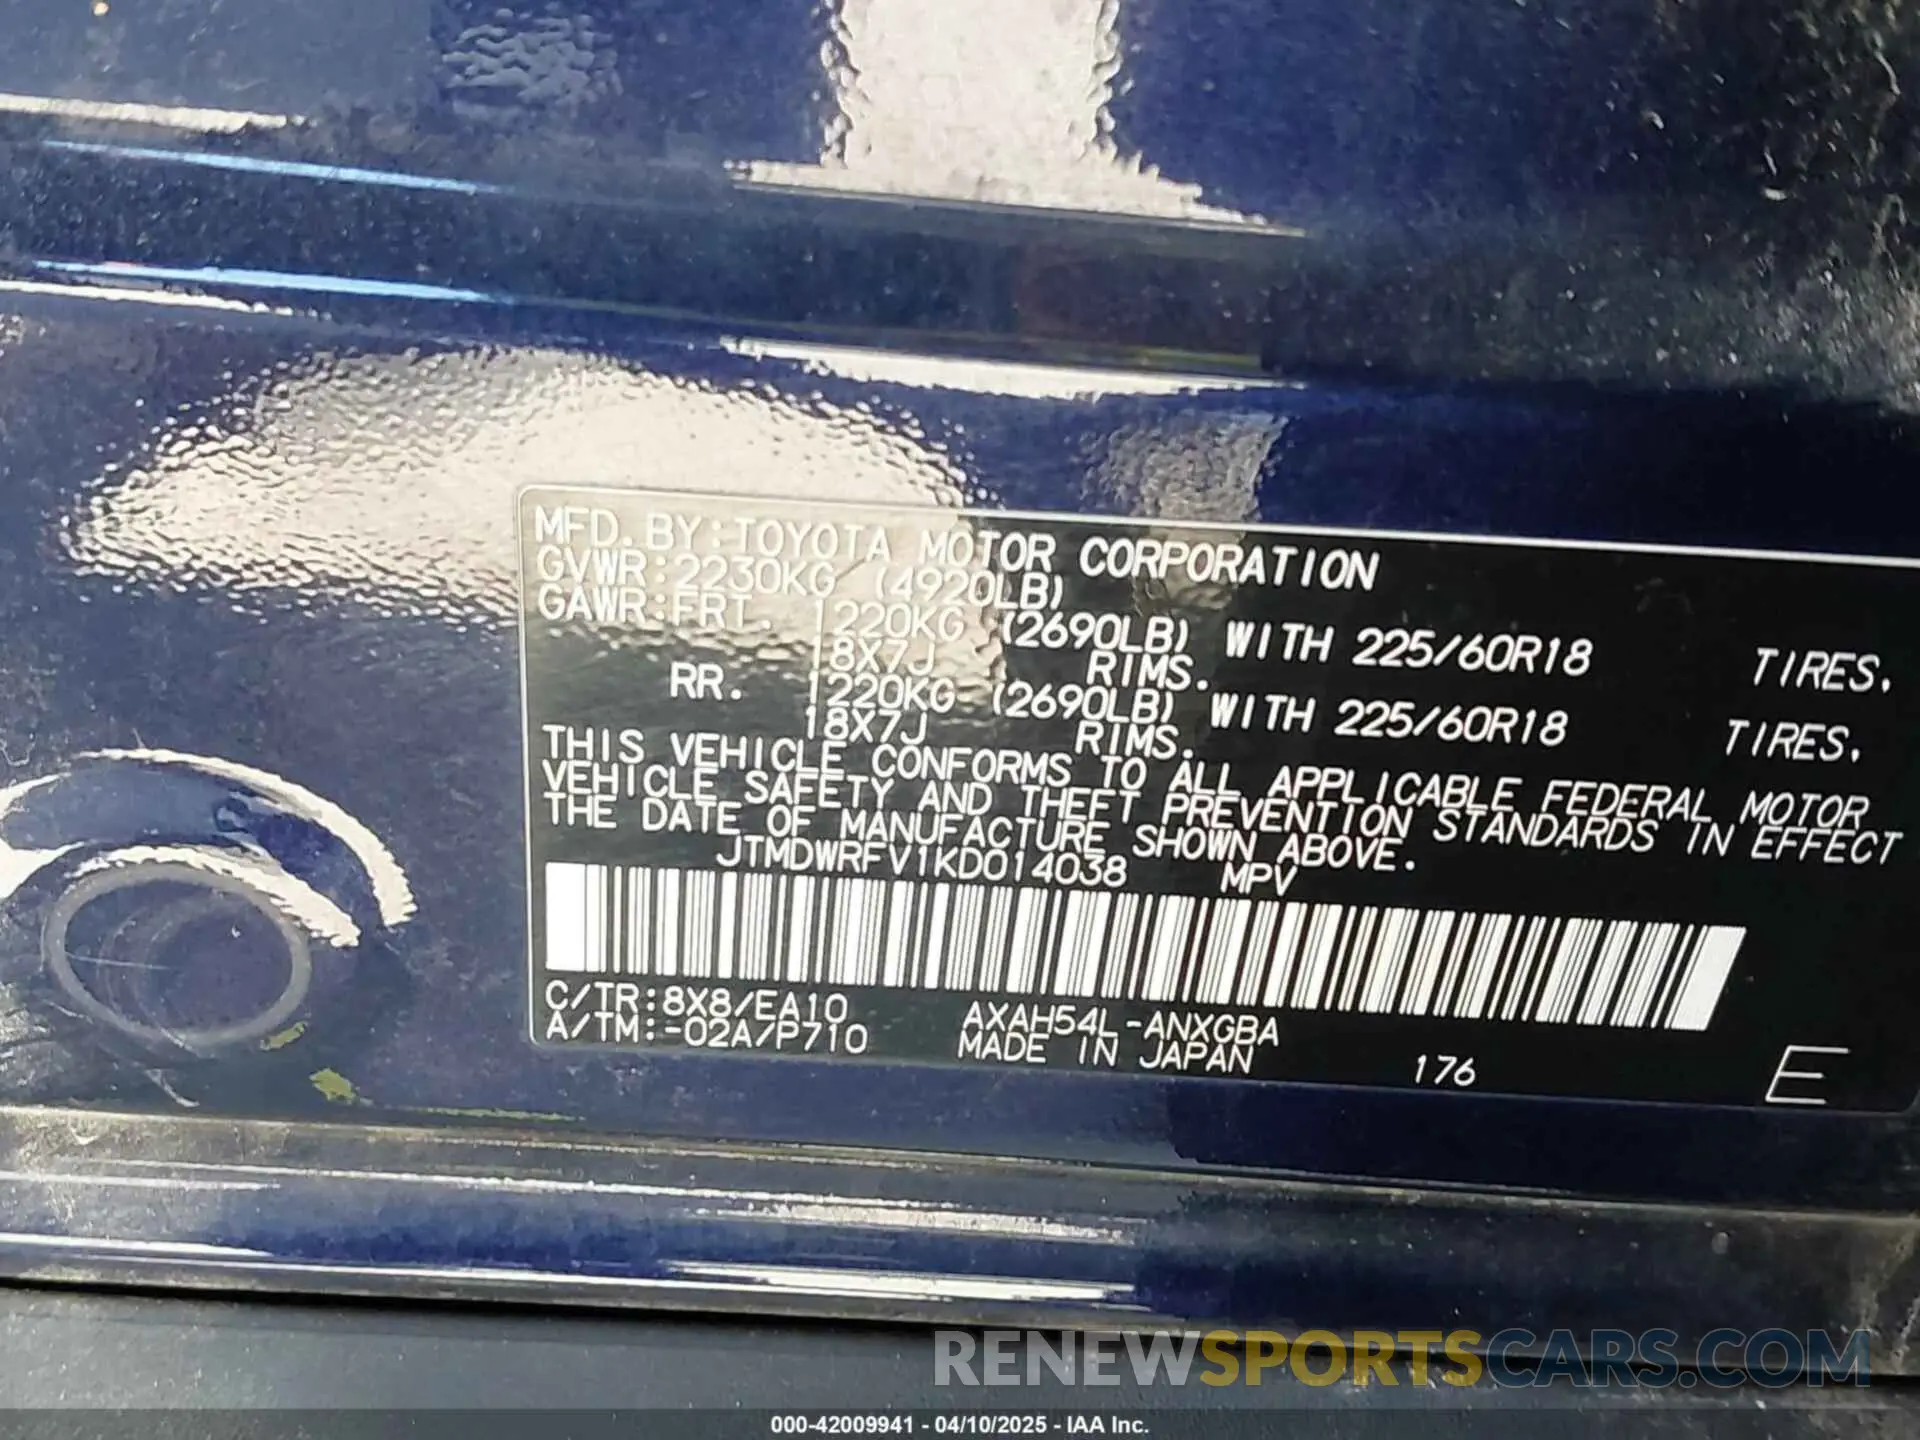 MFD. BY:TOYOTA MOTOR CORPORATION
GVWR:2230KG (4920LB)
GAWR:FRT. 1220KG (2690LB) WITH 225/60R18 TIRES.
18X7J RIMS.
RR. 1220KG (2690LB) WITH 225/60R18 TIRES.
18X7J RIMS.
THIS VEHICLE CONFORMS TO ALL APPLICABLE FEDERAL MOTOR
VEHICLE SAFETY AND THEFT PREVENTION STANDARDS IN EFFECT
THE DATE OF MANUFACTURE SHOWN ABOVE.
JTMDWRFV1KD014038 MPV
C/TR:8X8/EA10 AXAH54L-ANXGBA
A/TM:-02A/P710 MADE IN JAPAN 176 E
RENEWSPORTSCARS.COM
000-42009941 - 04/10/2025 - IAA Inc.